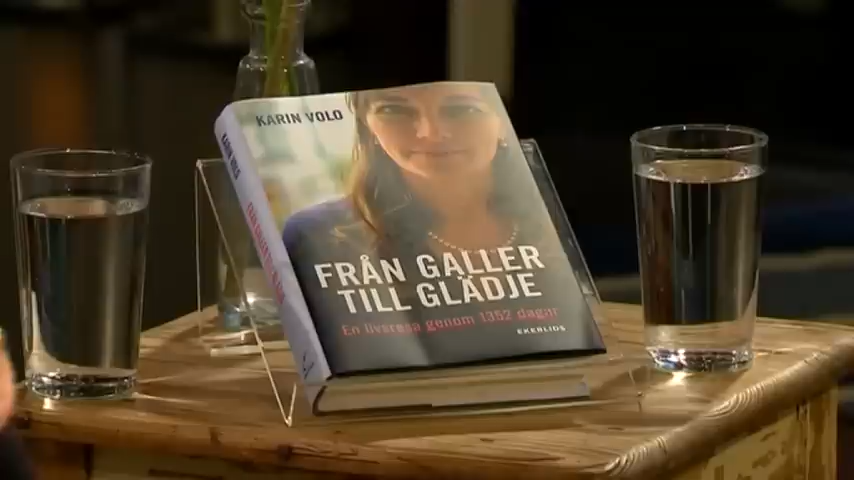 KARIN VOLO
FRÅN GALLER
TILL GLÄDJE
En livsresa genom 1352 dagar
EKERLIDS
KARIN VOLO